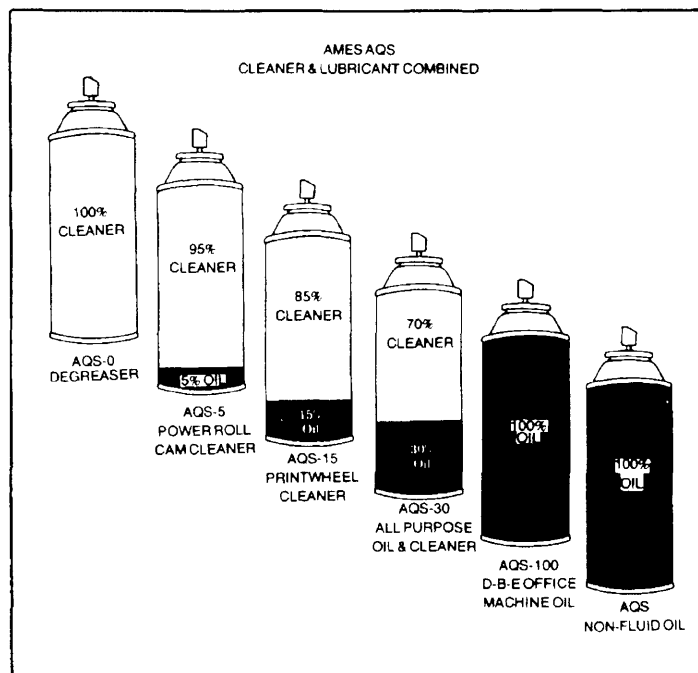 AMES AQS
CLEANER & LUBRICANT COMBINED
100%
CLEANER
AQS-0
DEGREASER
95%
CLEANER
5% OIL
AQS-5
POWER ROLL
CAM CLEANER
85%
CLEANER
15%
Oil
AQS-15
PRINTWHEEL
CLEANER
70%
CLEANER
30%
Oil
AQS-30
ALL PURPOSE
OIL & CLEANER
100%
OIL
AQS-100
D-B-E OFFICE
MACHINE OIL
100%
OIL
AQS
NON-FLUID OIL